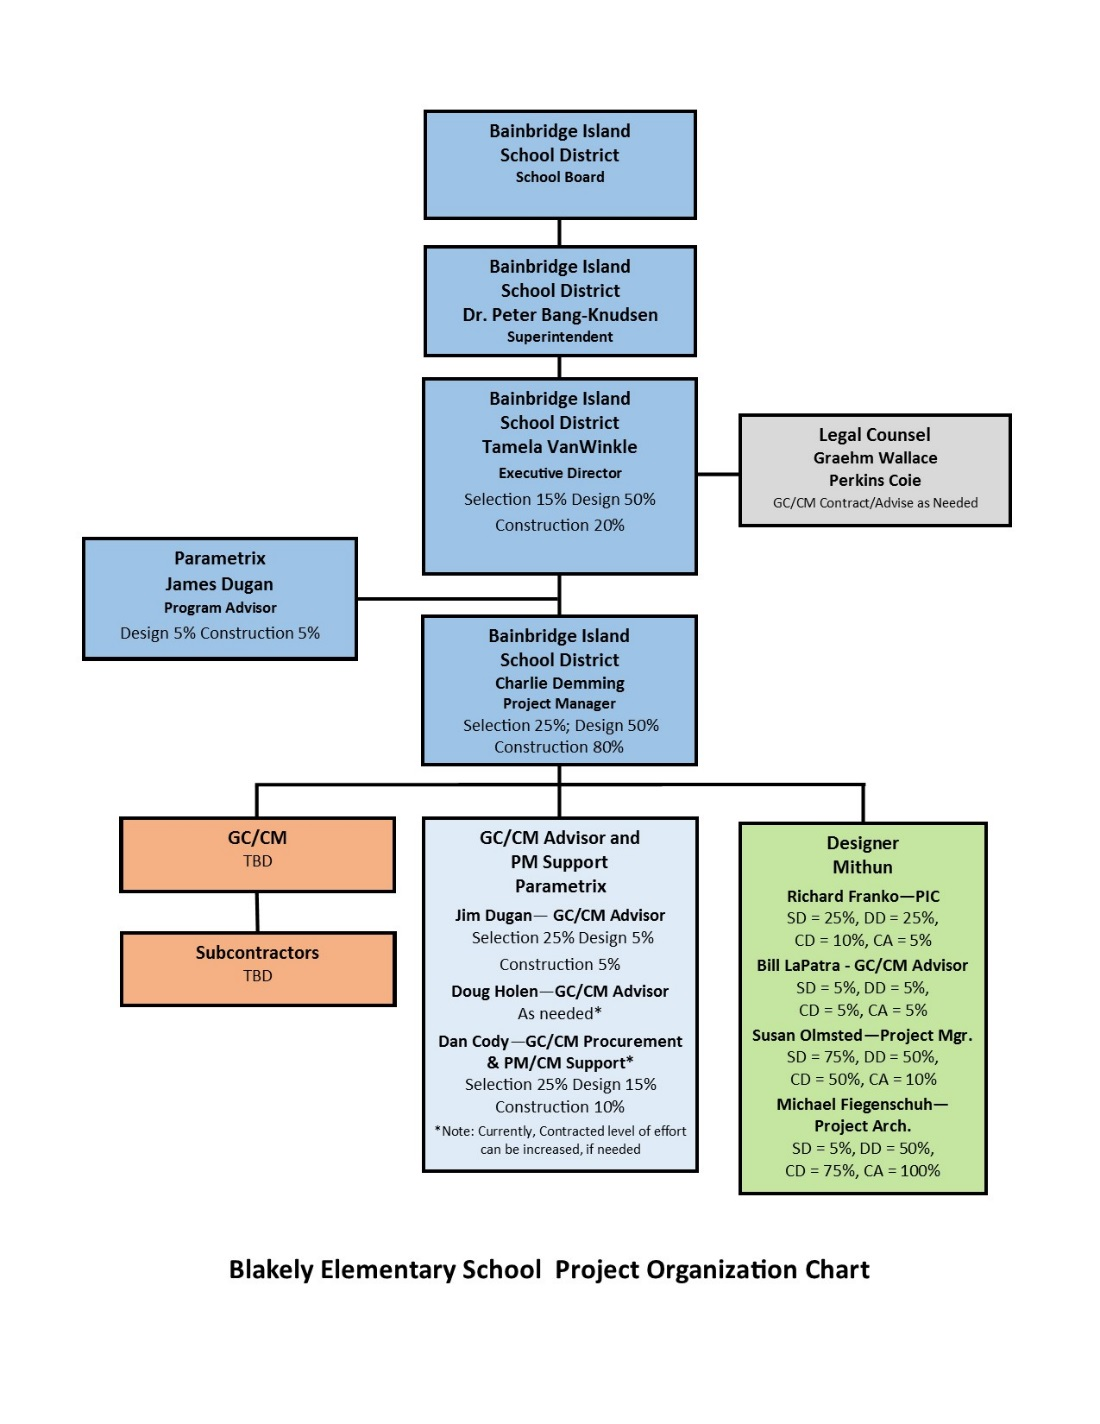 Bainbridge Island
School District
School Board
Bainbridge Island
School District
Dr. Peter Bang-Knudsen
Superintendent
Bainbridge Island
School District
Tamela VanWinkle
Executive Director
Selection 15% Design 50%
Construction 20%
Legal Counsel
Graehm Wallace
Perkins Coie
GC/CM Contract/Advise as Needed
Parametrix
James Dugan
Program Advisor
Design 5% Construction 5%
Bainbridge Island
School District
Charlie Demming
Project Manager
Selection 25%; Design 50%
Construction 80%
GC/CM
TBD
Subcontractors
TBD
GC/CM Advisor and
PM Support
Parametrix
Jim Dugan— GC/CM Advisor
Selection 25% Design 5%
Construction 5%
Doug Holen—GC/CM Advisor
As needed*
Dan Cody—GC/CM Procurement
& PM/CM Support*
Selection 25% Design 15%
Construction 10%
*Note: Currently, Contracted level of effort
can be increased, if needed
Designer
Mithun
Richard Franko—PIC
SD = 25%, DD = 25%,
CD = 10%, CA = 5%
Bill LaPatra - GC/CM Advisor
SD = 5%, DD = 5%,
CD = 5%, CA = 5%
Susan Olmsted—Project Mgr.
SD = 75%, DD = 50%,
CD = 50%, CA = 10%
Michael Fiegenschuh—
Project Arch.
SD = 5%, DD = 50%,
CD = 75%, CA = 100%
Blakely Elementary School  Project Organization Chart